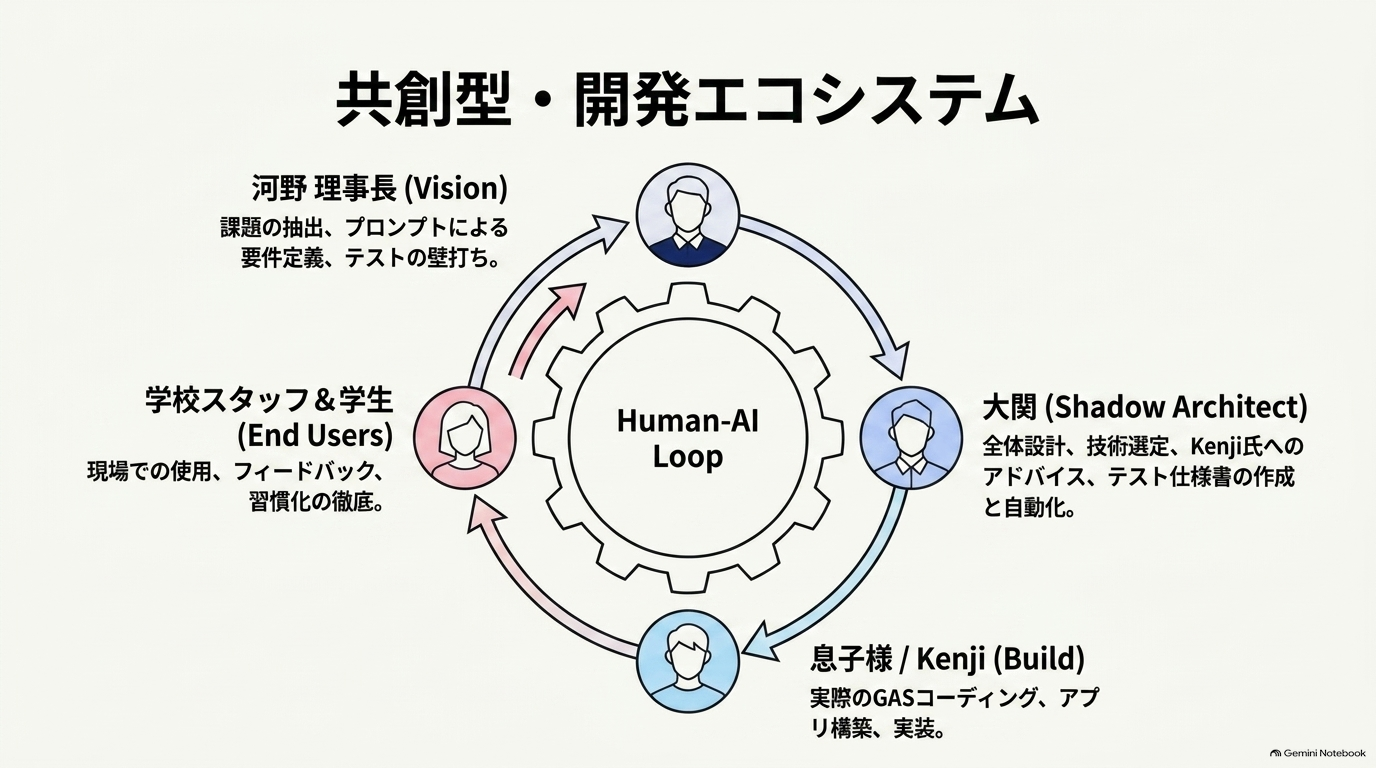 共創型・開発エコシステム
河野 理事長 (Vision)
課題の抽出、プロンプトによる
要件定義、テストの壁打ち。
学校スタッフ＆学生
(End Users)
現場での使用、フィードバック、
習慣化の徹底。
Human-AI
Loop
大関 (Shadow Architect)
全体設計、技術選定、Kenji氏への
アドバイス、テスト仕様書の作成
と自動化。
息子様 / Kenji (Build)
実際のGASコーディング、アプ
リ構築、実装。
Gemini Notebook